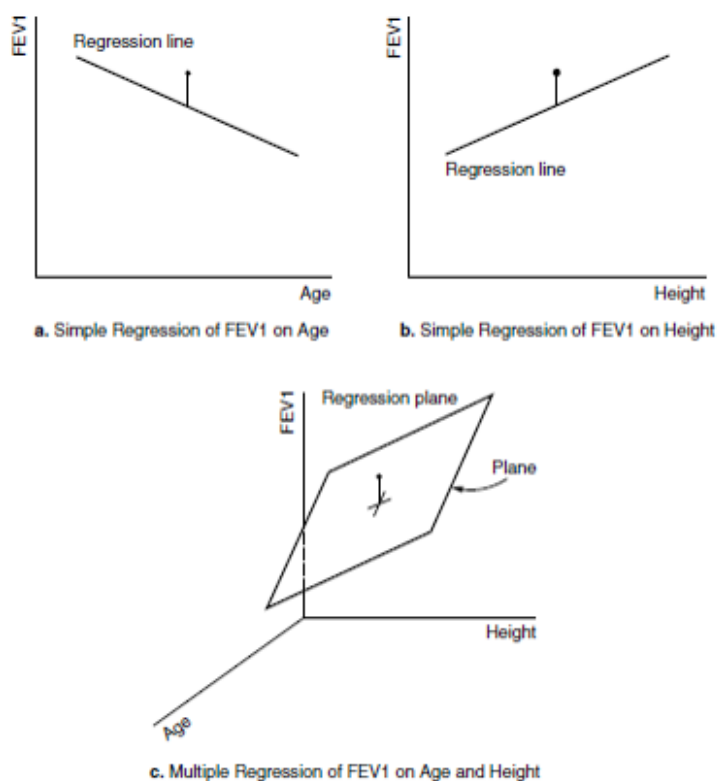 FEV1
Regression line
Age
a. Simple Regression of FEV1 on Age
FEV1
Regression line
Height
b. Simple Regression of FEV1 on Height
FEV1
Regression plane
Plane
Height
Age
c. Multiple Regression of FEV1 on Age and Height